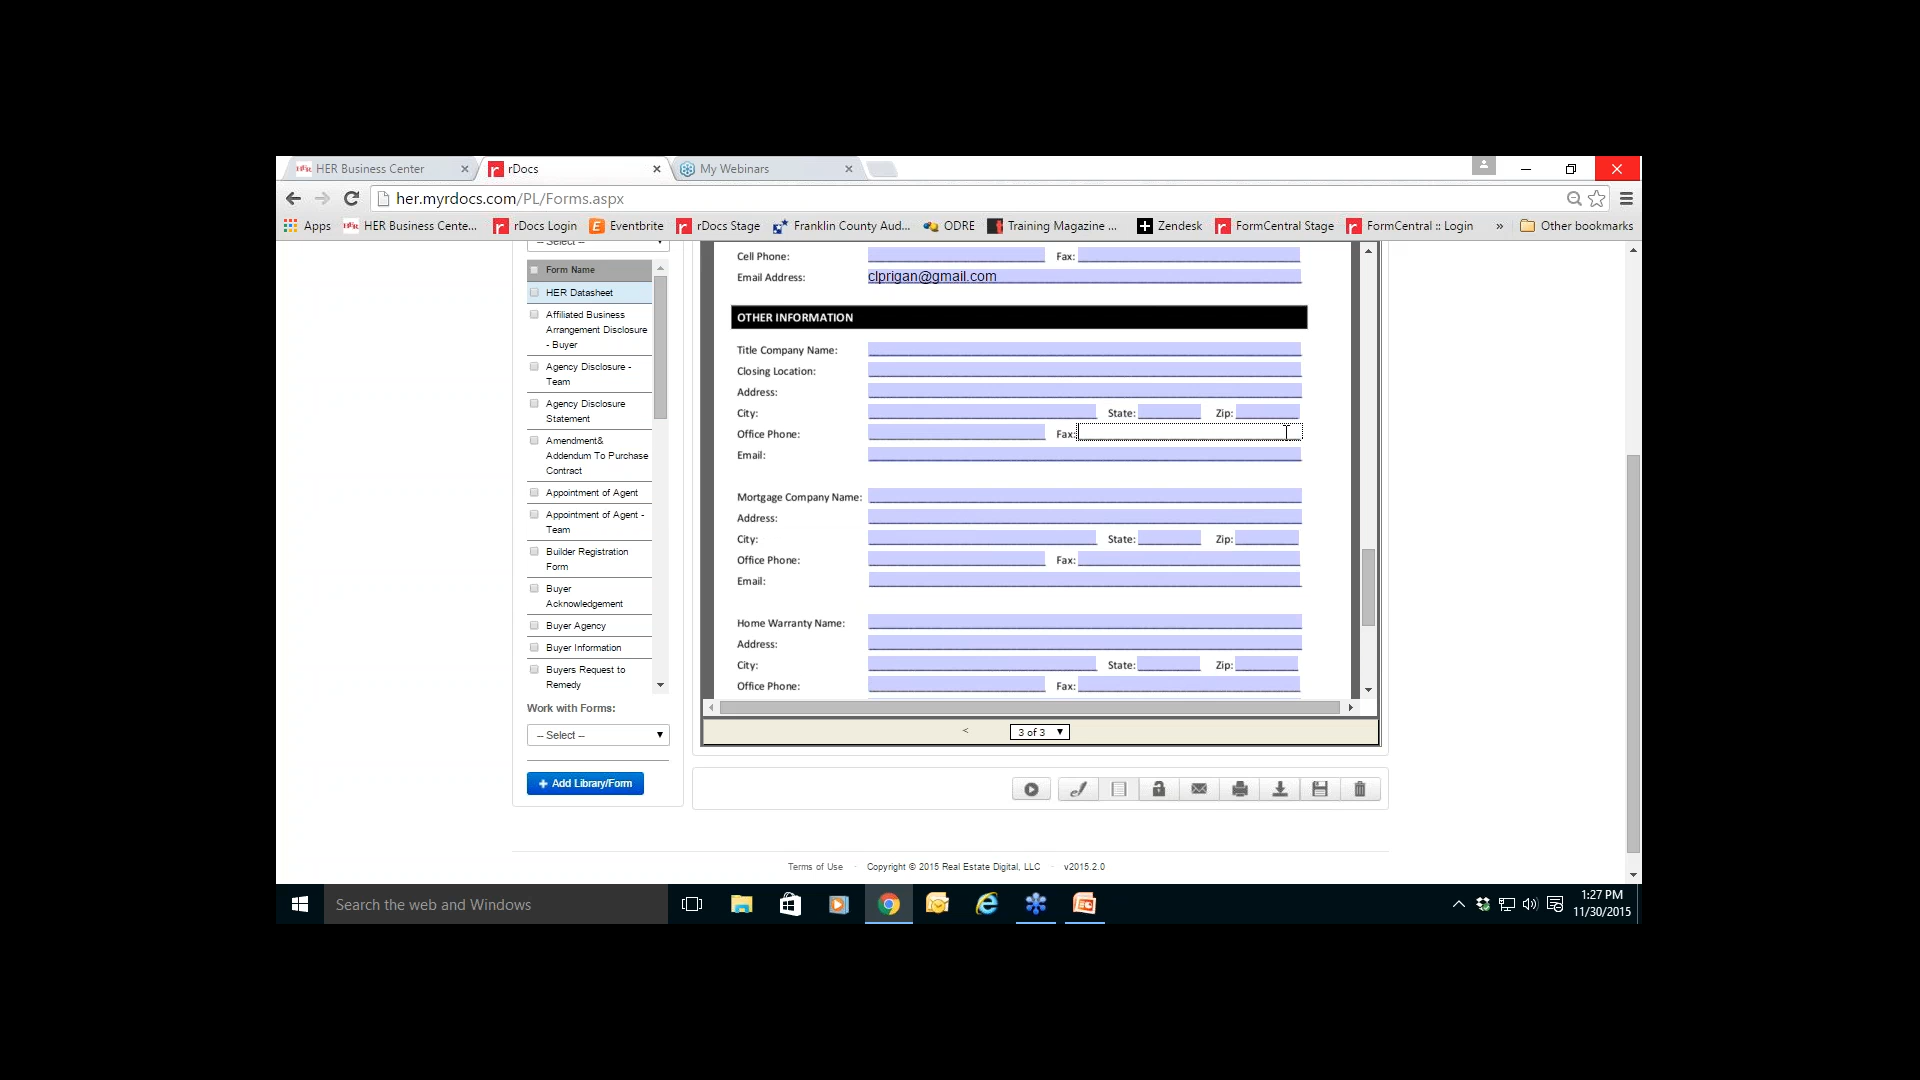 HER Business Center
rDocs
My Webinars
her.myrdocs.com/PL/Forms.aspx
Apps
HER Business Cente...
rDocs Login
Eventbrite
rDocs Stage
Franklin County Aud...
ODRE
Training Magazine ...
Zendesk
FormCentral Stage
FormCentral :: Login
»
Other bookmarks
-- Select --
Form Name
HER Datasheet
Affiliated Business
Arrangement Disclosure
- Buyer
Agency Disclosure -
Team
Agency Disclosure
Statement
Amendment&
Addendum To Purchase
Contract
Appointment of Agent
Appointment of Agent -
Team
Builder Registration
Form
Buyer
Acknowledgement
Buyer Agency
Buyer Information
Buyers Request to
Remedy
Work with Forms:
-- Select --
+ Add Library/Form
Cell Phone: Fax:
Email Address: clprigan@gmail.com
OTHER INFORMATION
Title Company Name:
Closing Location:
Address:
City: State: Zip:
Office Phone: Fax:
Email:
Mortgage Company Name:
Address:
City: State: Zip:
Office Phone: Fax:
Email:
Home Warranty Name:
Address:
City: State: Zip:
Office Phone: Fax:
< 3 of 3
Terms of Use · Copyright © 2015 Real Estate Digital, LLC · v2015.2.0
Search the web and Windows
1:27 PM
11/30/2015